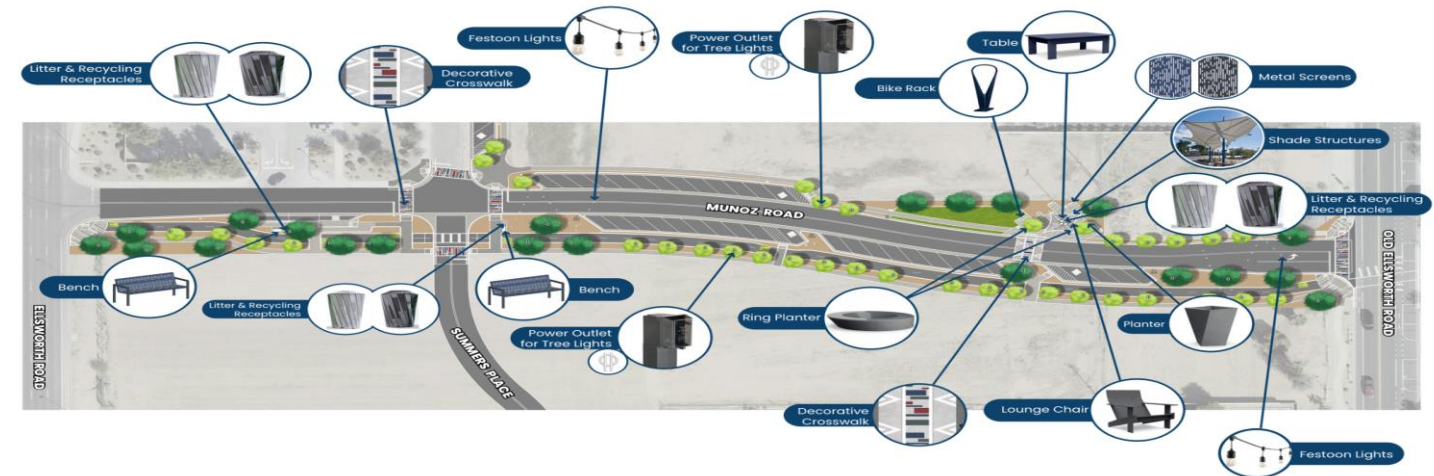 Festoon Lights
Power Outlet
for Tree Lights
Table
Litter & Recycling
Receptacles
Decorative
Crosswalk
Bike Rack
Metal Screens
Shade Structures
Litter & Recycling
Receptacles
MUNOZ ROAD
OLD ELLSWORTH ROAD
ELLSWORTH ROAD
Bench
Litter & Recycling
Receptacles
Bench
SUMMERS PLACE
Power Outlet
for Tree Lights
Ring Planter
Planter
Decorative
Crosswalk
Lounge Chair
Festoon Lights